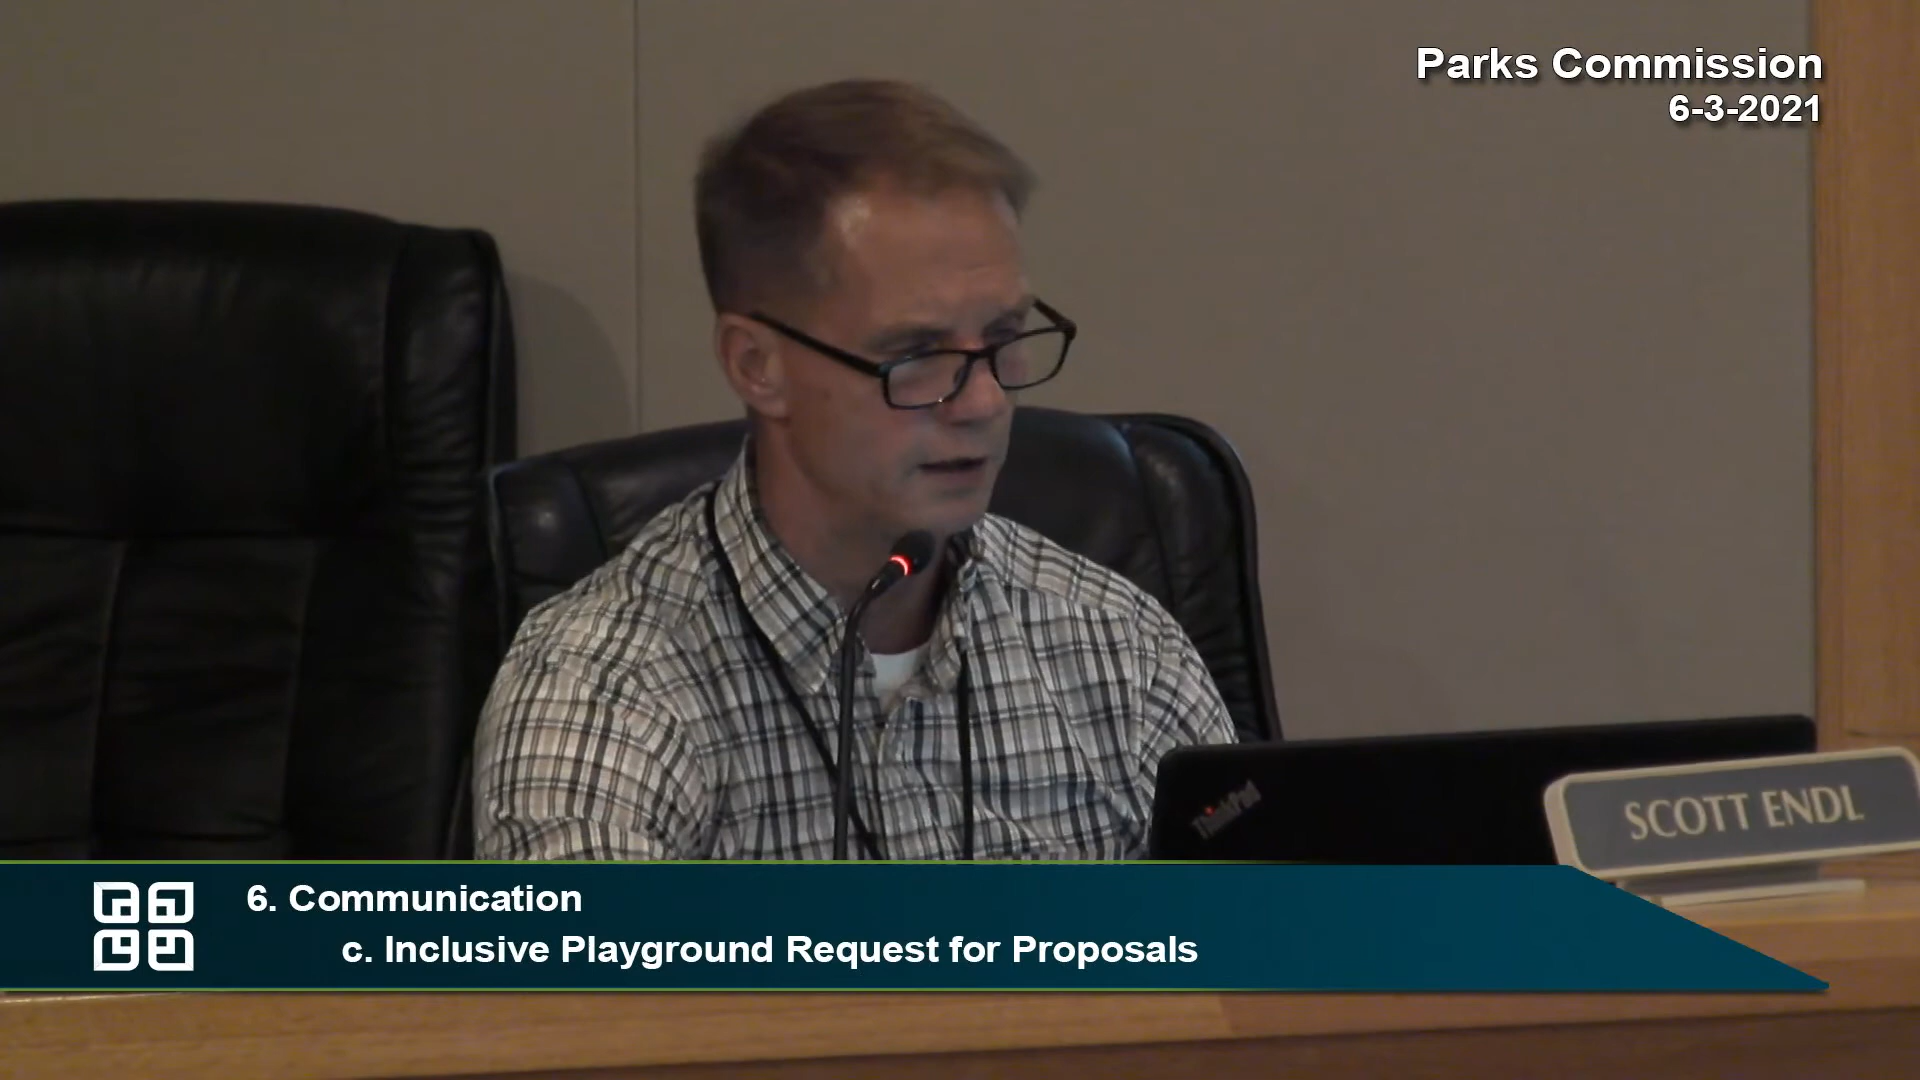 Parks Commission
6-3-2021
ThinkPad
SCOTT ENDL
6. Communication
c. Inclusive Playground Request for Proposals